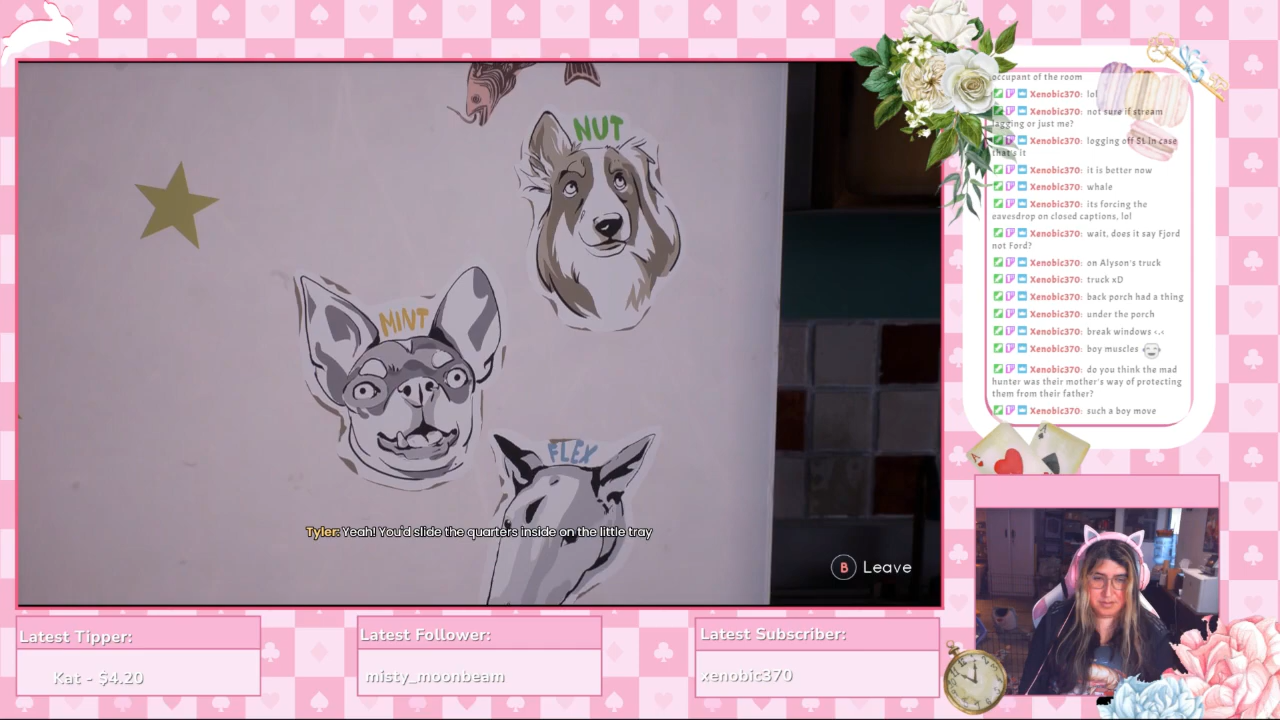 NUT
MINT
FLEX
Tyler: Yeah! You'd slide the quarters inside on the little tray
B Leave
occupant of the room
Xenobic370: lol
Xenobic370: not sure if stream
lagging or just me?
Xenobic370: logging off St in case
that's it
Xenobic370: it is better now
Xenobic370: whale
Xenobic370: its forcing the
eavesdrop on closed captions, lol
Xenobic370: wait, does it say Fjord
not Ford?
Xenobic370: on Alyson's truck
Xenobic370: truck xD
Xenobic370: back porch had a thing
Xenobic370: under the porch
Xenobic370: break windows <.<
Xenobic370: boy muscles
Xenobic370: do you think the mad
hunter was their mother's way of protecting
them from their father?
Xenobic370: such a boy move
A
A
Latest Tipper:
Kat - $4.20
Latest Follower:
misty_moonbeam
Latest Subscriber:
xenobic370